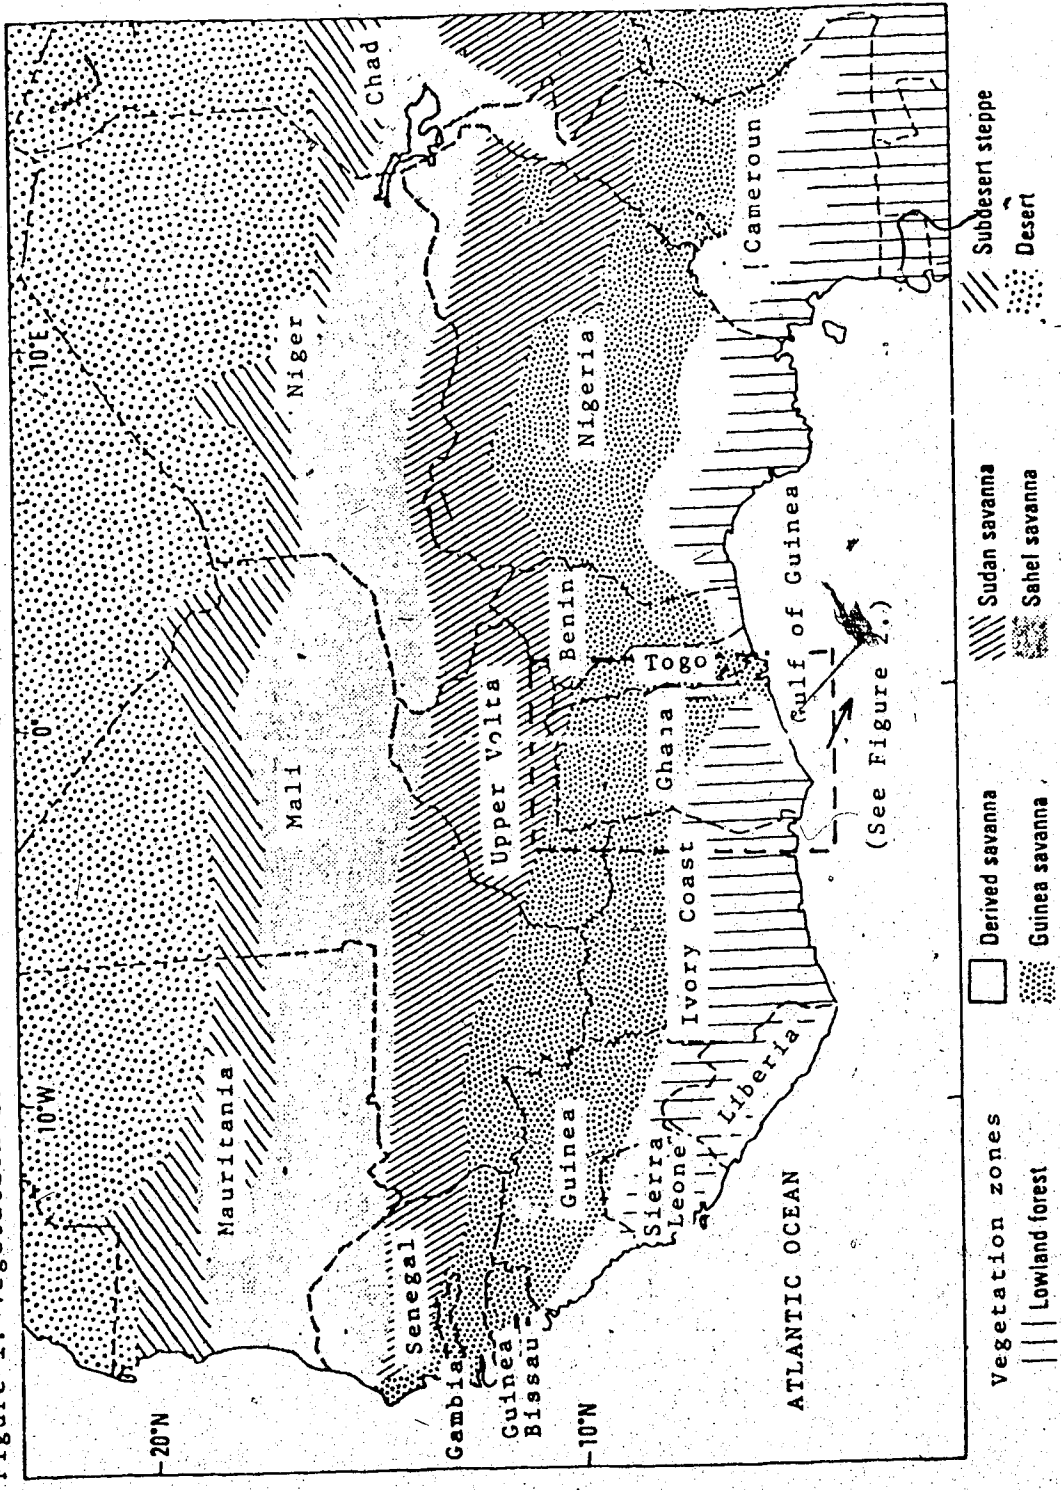 10°W
0°
10°E
20°N
10°N
Mauritania
Mali
Niger
Chad
Senegal
Gambia
Guinea
Bissau
Guinea
Sierra
Leone
Liberia
Ivory Coast
Upper Volta
Ghana
Togo
Benin
Nigeria
Cameroun
Gulf of Guinea
(See Figure 2.)
ATLANTIC OCEAN
Vegetation zones
Lowland forest
Derived savanna
Guinea savanna
Sudan savanna
Sahel savanna
Subdesert steppe
Desert